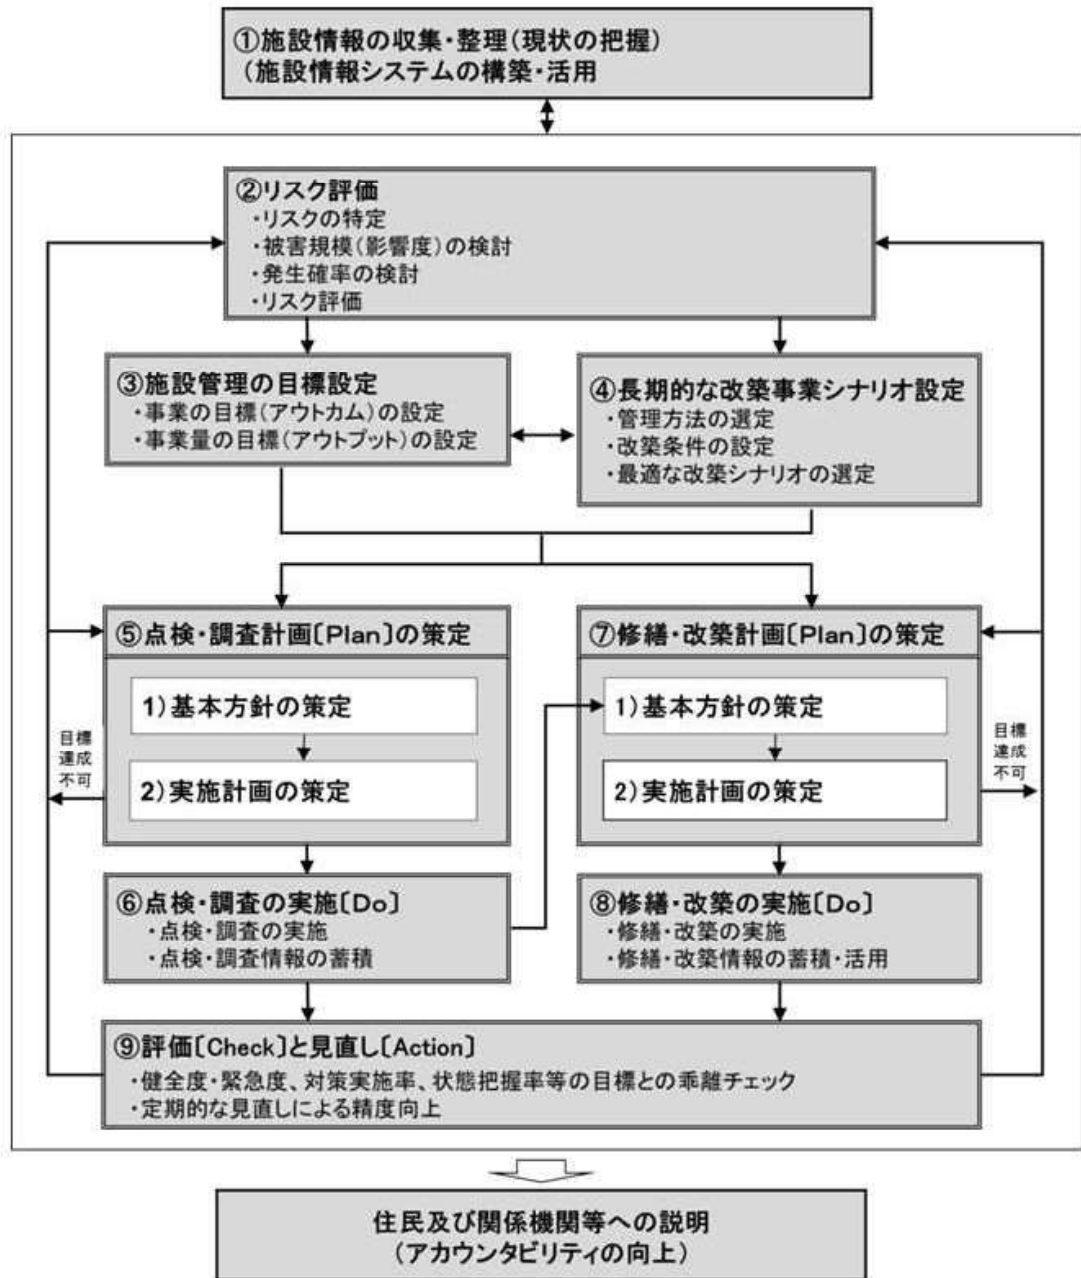 ①施設情報の収集・整理(現状の把握)
(施設情報システムの構築・活用
②リスク評価
・リスクの特定
・被害規模(影響度)の検討
・発生確率の検討
・リスク評価
③施設管理の目標設定
・事業の目標(アウトカム)の設定
・事業量の目標(アウトプット)の設定
④長期的な改築事業シナリオ設定
・管理方法の選定
・改築条件の設定
・最適な改築シナリオの選定
⑤点検・調査計画〔Plan〕の策定
1)基本方針の策定
2)実施計画の策定
目標
達成
不可
⑦修繕・改築計画〔Plan〕の策定
1)基本方針の策定
2)実施計画の策定
目標
達成
不可
⑥点検・調査の実施〔Do〕
・点検・調査の実施
・点検・調査情報の蓄積
⑧修繕・改築の実施〔Do〕
・修繕・改築の実施
・修繕・改築情報の蓄積・活用
⑨評価〔Check〕と見直し〔Action〕
・健全度・緊急度、対策実施率、状態把握率等の目標との乖離チェック
・定期的な見直しによる精度向上
住民及び関係機関等への説明
(アカウンタビリティの向上)